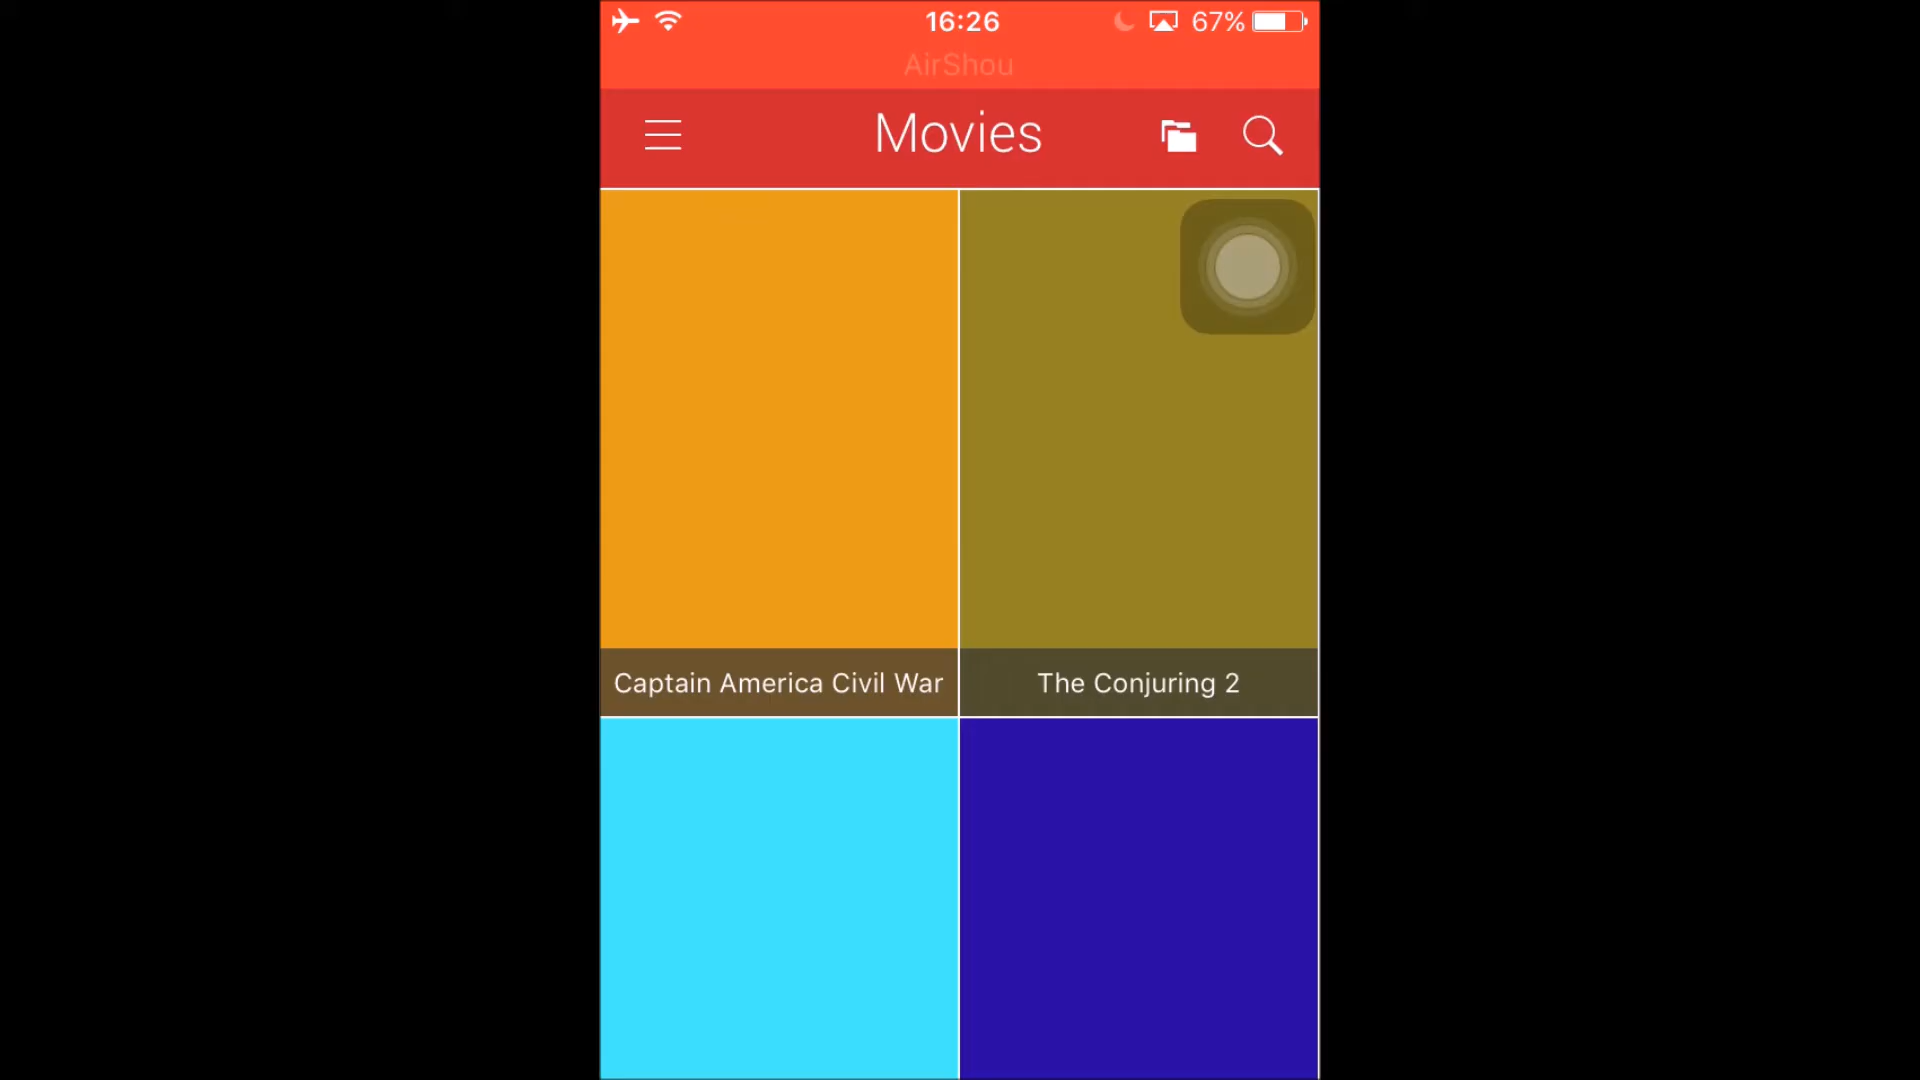 16:26
67%
AirShou
Movies
Captain America Civil War
The Conjuring 2